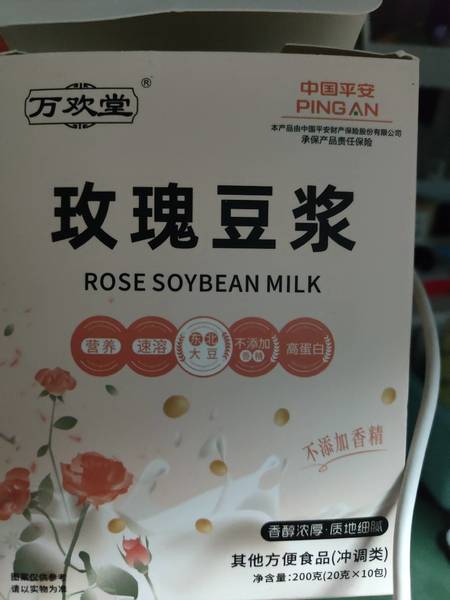 万欢堂®
中国平安
PINGAN
本产品由中国平安财产保险股份有限公司
承保产品责任保险
玫瑰豆浆
ROSE SOYBEAN MILK
营养
速溶
东北
大豆
不添加
香精
高蛋白
不添加香精
香醇浓厚·质地细腻
其他方便食品(冲调类)
净含量:200克(20克×10包)
图案仅供参考
请以实物为准